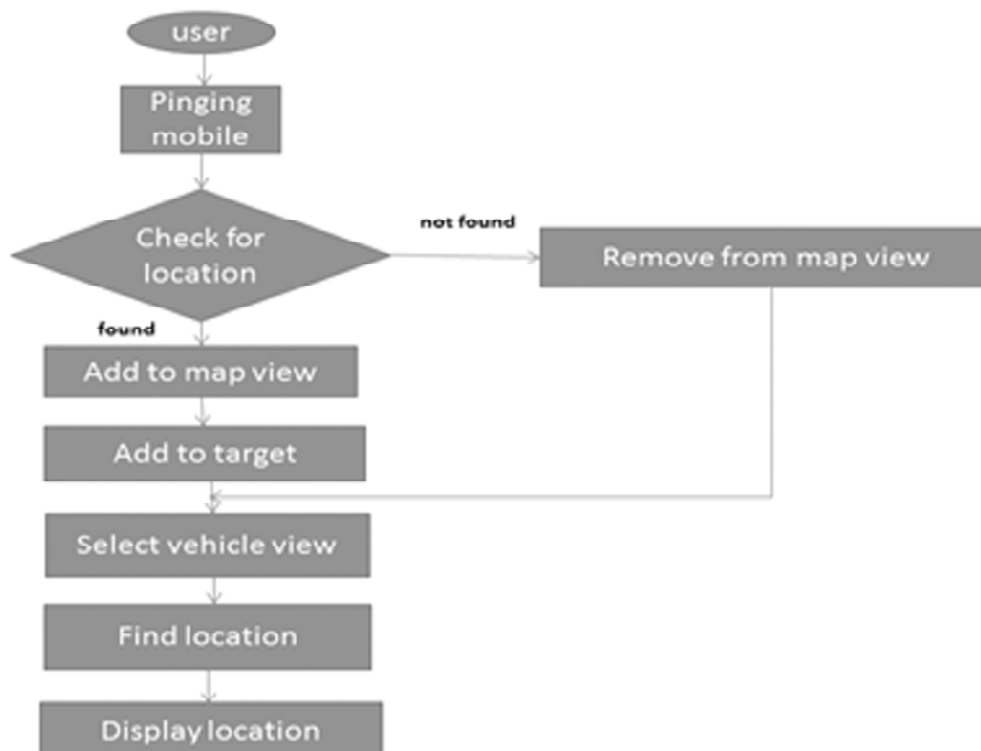 user
Pinging
mobile
Check for
location
not found
Remove from map view
found
Add to map view
Add to target
Select vehicle view
Find location
Display location